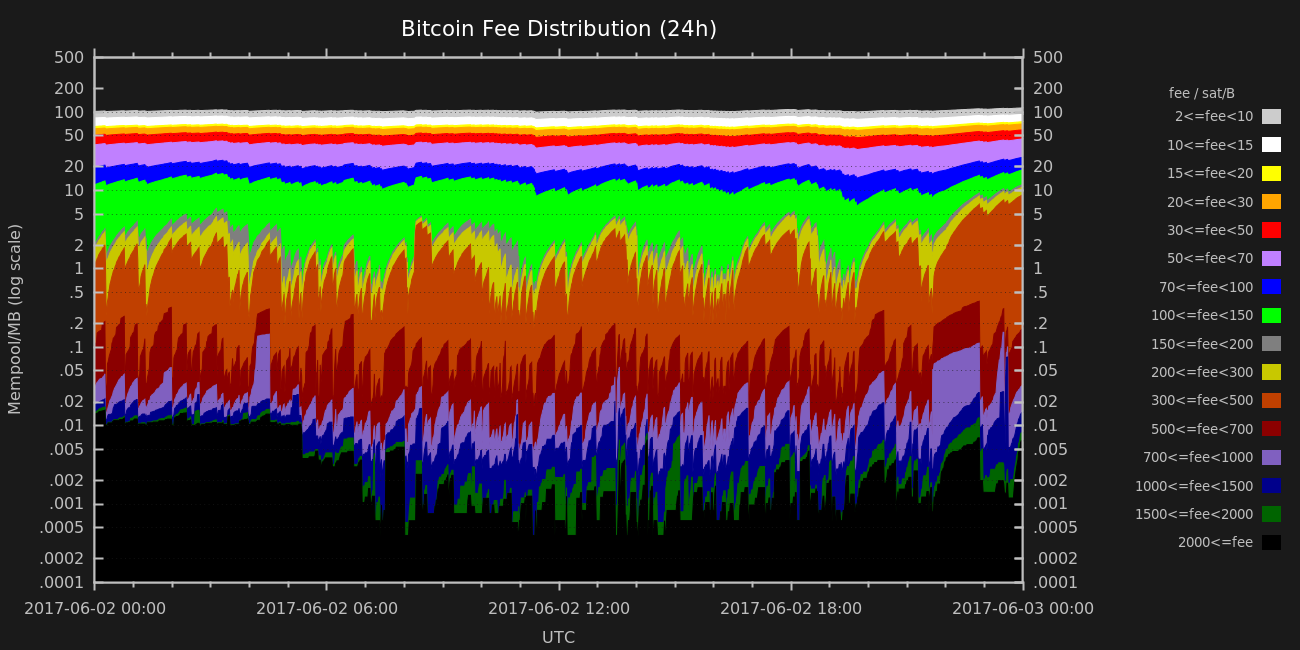 Bitcoin Fee Distribution (24h)
500
200
100
50
20
10
5
2
1
.5
.2
.1
.05
.02
.01
.005
.002
.001
.0005
.0002
.0001
Mempool/MB (log scale)
500
200
100
50
20
10
5
2
1
.5
.2
.1
.05
.02
.01
.005
.002
.001
.0005
.0002
.0001
2017-06-02 00:00
2017-06-02 06:00
2017-06-02 12:00
2017-06-02 18:00
2017-06-03 00:00
UTC
fee / sat/B
2<=fee<10
10<=fee<15
15<=fee<20
20<=fee<30
30<=fee<50
50<=fee<70
70<=fee<100
100<=fee<150
150<=fee<200
200<=fee<300
300<=fee<500
500<=fee<700
700<=fee<1000
1000<=fee<1500
1500<=fee<2000
2000<=fee